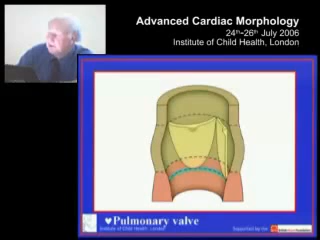 Advanced Cardiac Morphology
24th-26th July 2006
Institute of Child Health, London
♥Pulmonary valve
Institute of Child Health, London
Supported by the